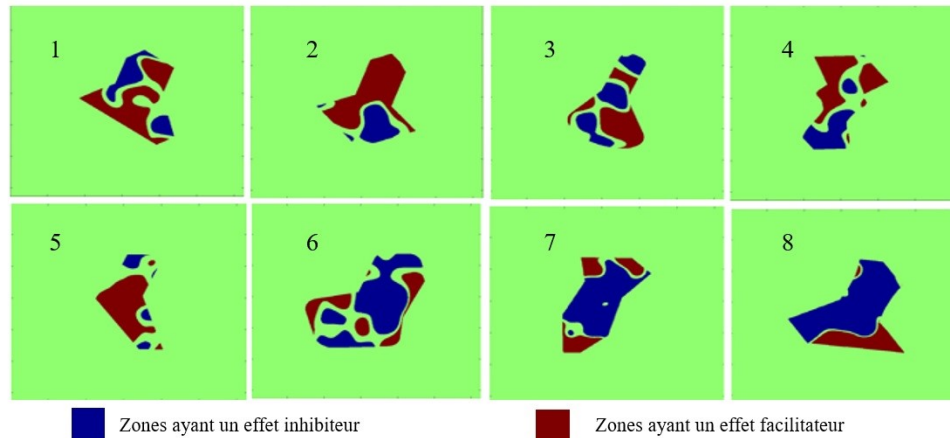 1 2 3 4
5 6 7 8
Zones ayant un effet inhibiteur
Zones ayant un effet facilitateur